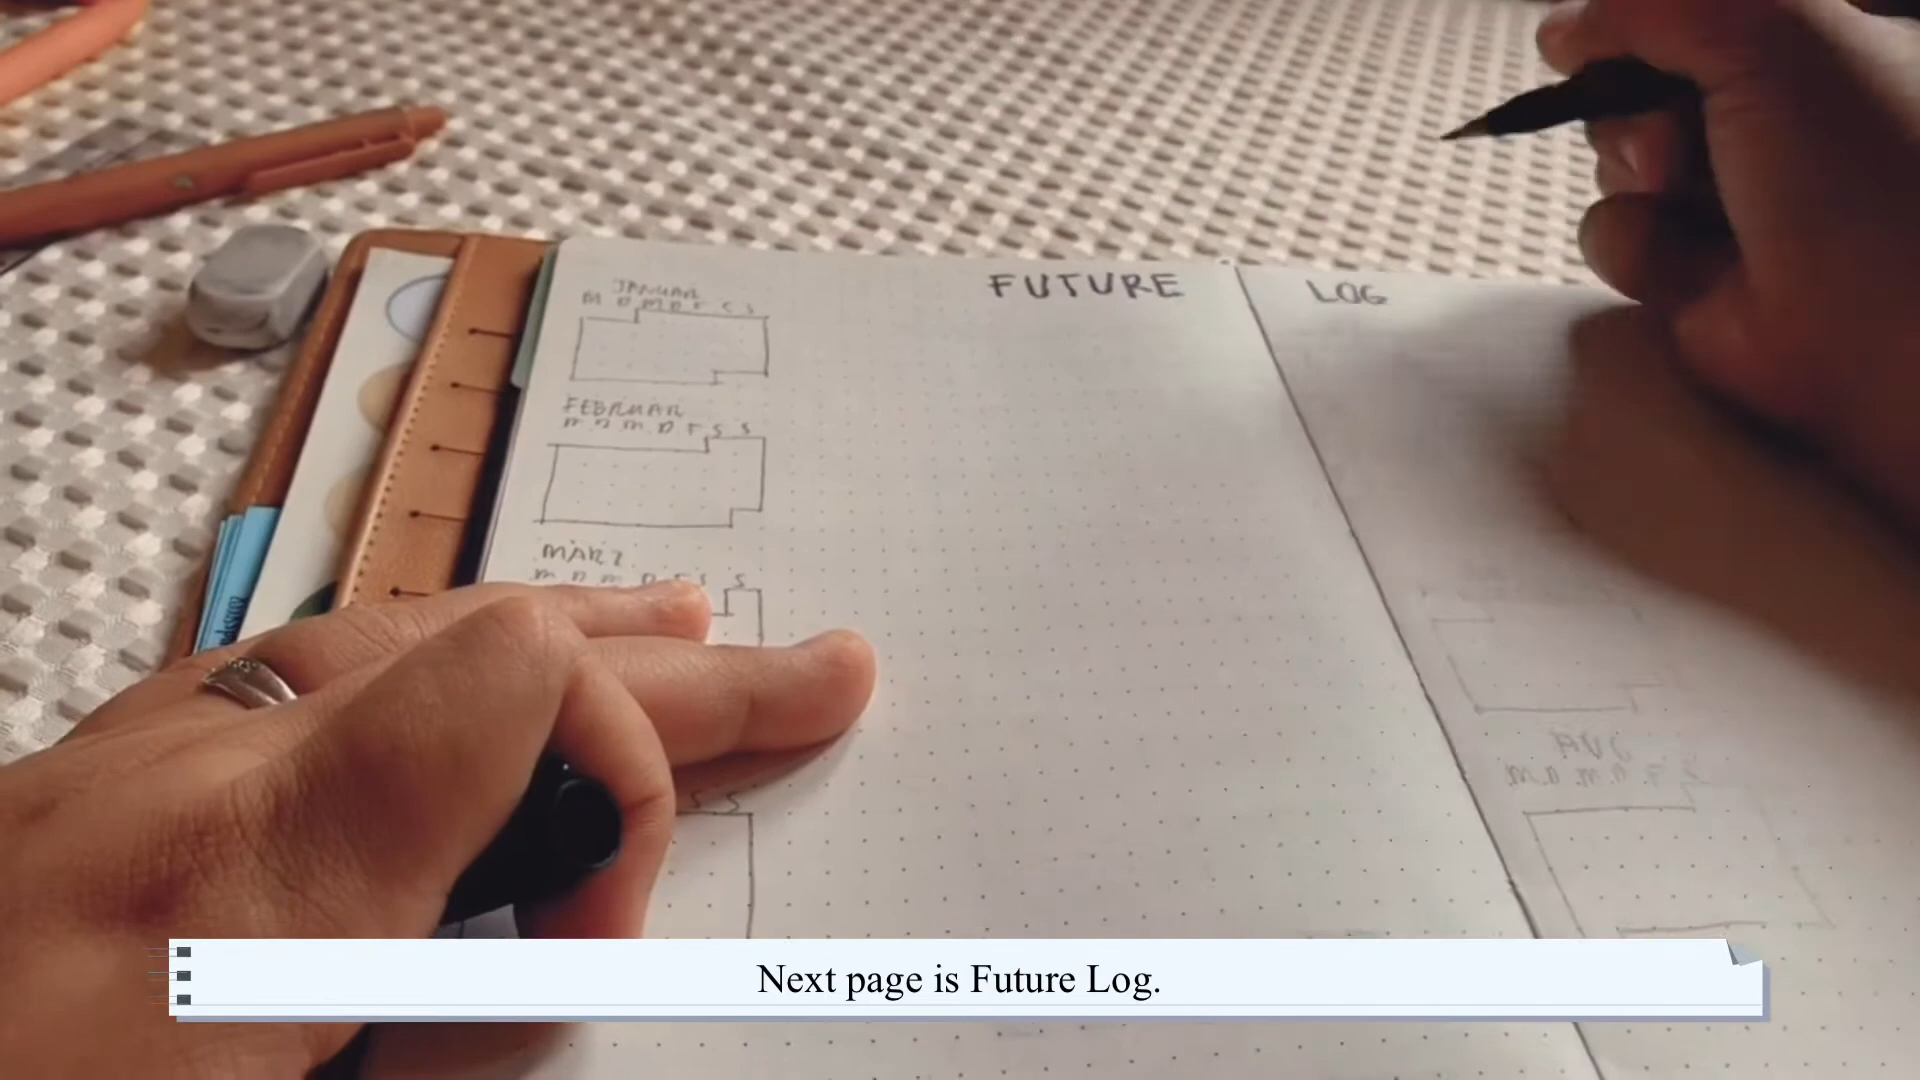 FUTURE LOG
JANUAR
M D M D F S S
FEBRUAR
M D M D F S S
MÄRZ
M D M D F S S
S S
AUG
M D M D F S
Next page is Future Log.